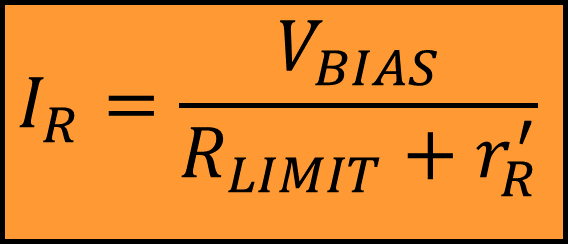 I_R = V_BIAS / (R_LIMIT + r'_R)